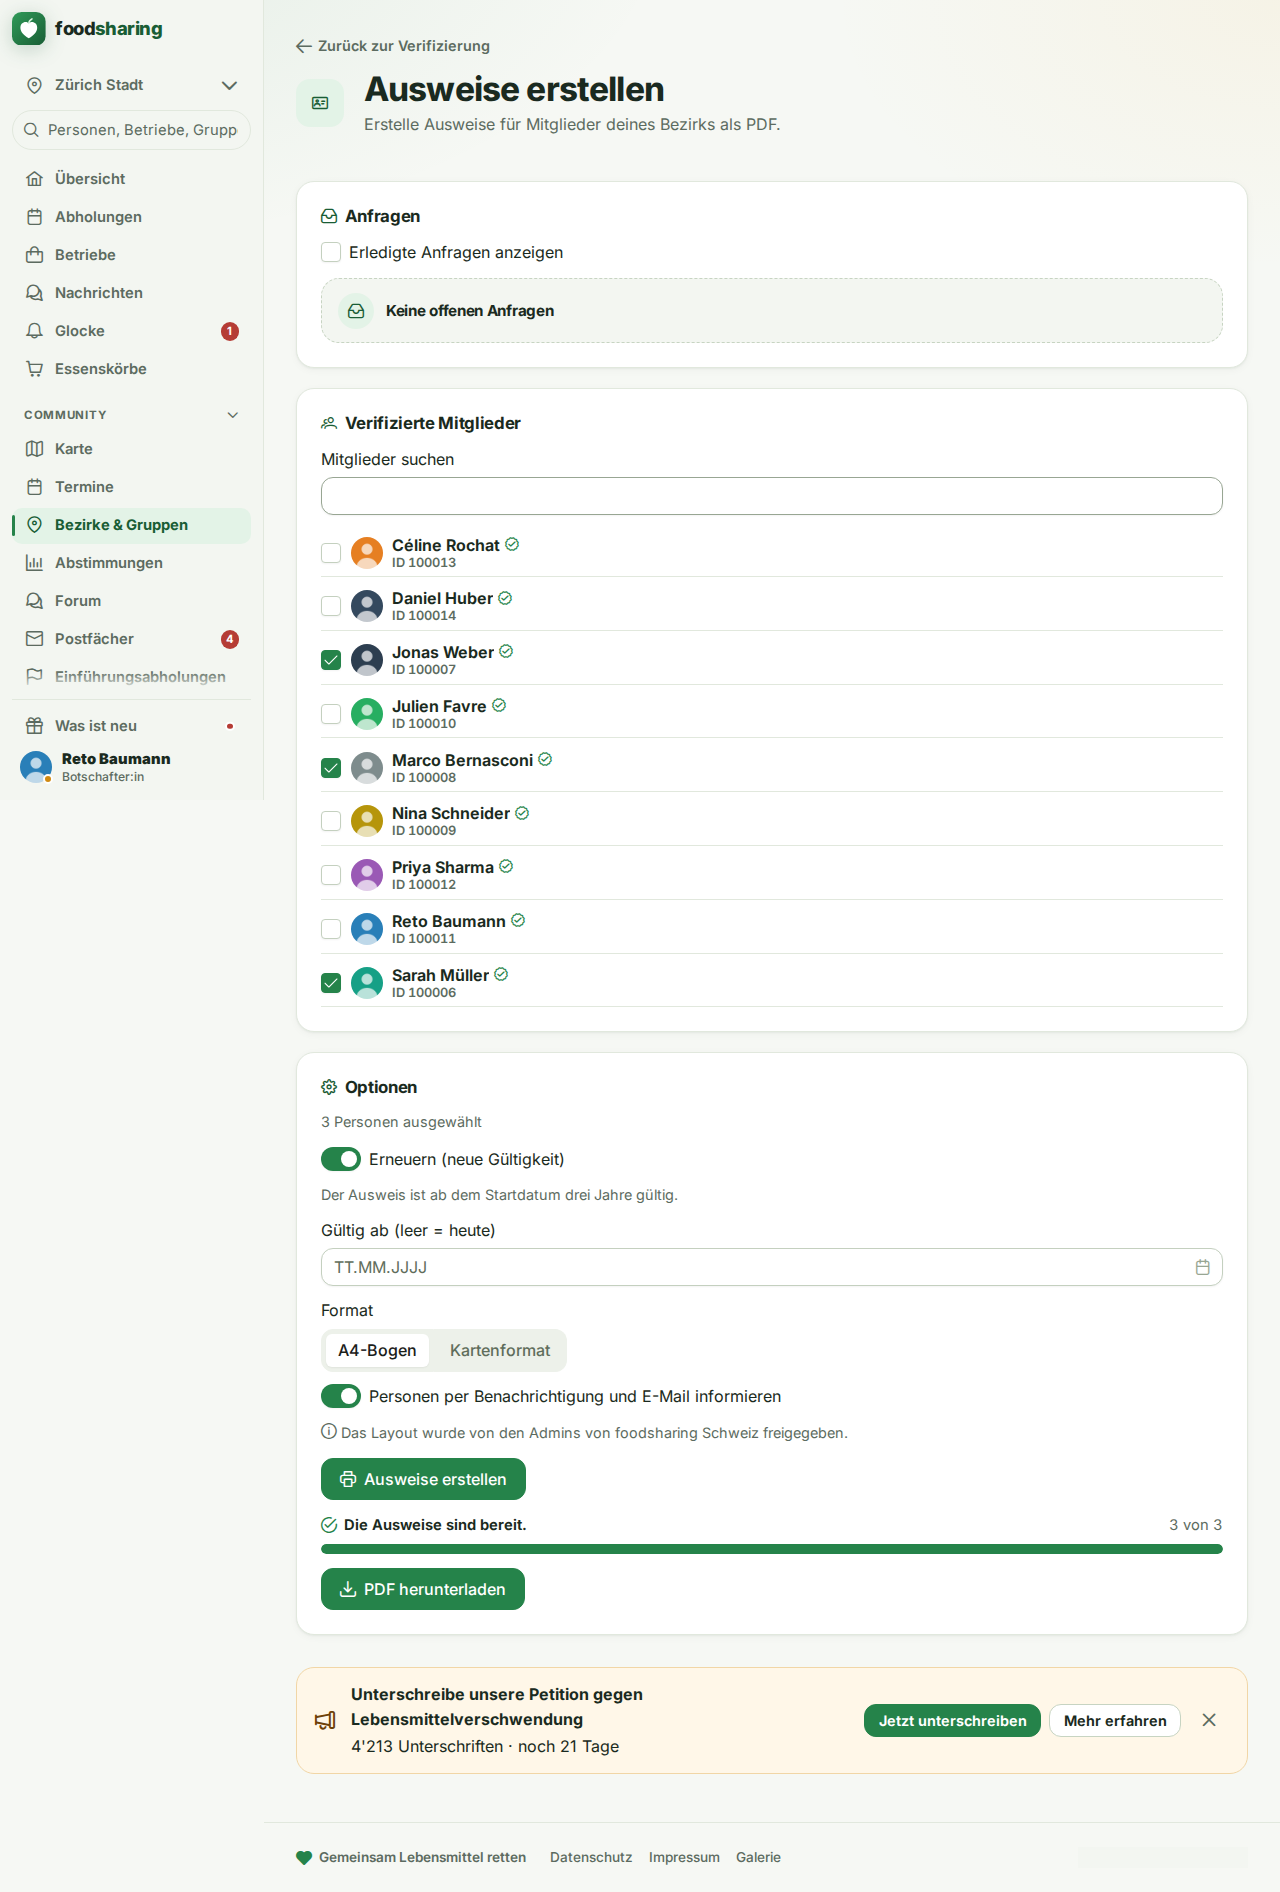 foodsharing
Zürich Stadt
Personen, Betriebe, Grupp
Übersicht
Abholungen
Betriebe
Nachrichten
Glocke 1
Essenskörbe
COMMUNITY
Karte
Termine
Bezirke & Gruppen
Abstimmungen
Forum
Postfächer 4
Einführungsabholungen
Was ist neu
Reto Baumann
Botschafter:in
Zurück zur Verifizierung
Ausweise erstellen
Erstelle Ausweise für Mitglieder deines Bezirks als PDF.
Anfragen
Erledigte Anfragen anzeigen
Keine offenen Anfragen
Verifizierte Mitglieder
Mitglieder suchen
Céline Rochat
ID 100013
Daniel Huber
ID 100014
Jonas Weber
ID 100007
Julien Favre
ID 100010
Marco Bernasconi
ID 100008
Nina Schneider
ID 100009
Priya Sharma
ID 100012
Reto Baumann
ID 100011
Sarah Müller
ID 100006
Optionen
3 Personen ausgewählt
Erneuern (neue Gültigkeit)
Der Ausweis ist ab dem Startdatum drei Jahre gültig.
Gültig ab (leer = heute)
TT.MM.JJJJ
Format
A4-Bogen Kartenformat
Personen per Benachrichtigung und E-Mail informieren
Das Layout wurde von den Admins von foodsharing Schweiz freigegeben.
Ausweise erstellen
Die Ausweise sind bereit. 3 von 3
PDF herunterladen
Unterschreibe unsere Petition gegen
Lebensmittelverschwendung
4'213 Unterschriften · noch 21 Tage
Jetzt unterschreiben Mehr erfahren
Gemeinsam Lebensmittel retten Datenschutz Impressum Galerie